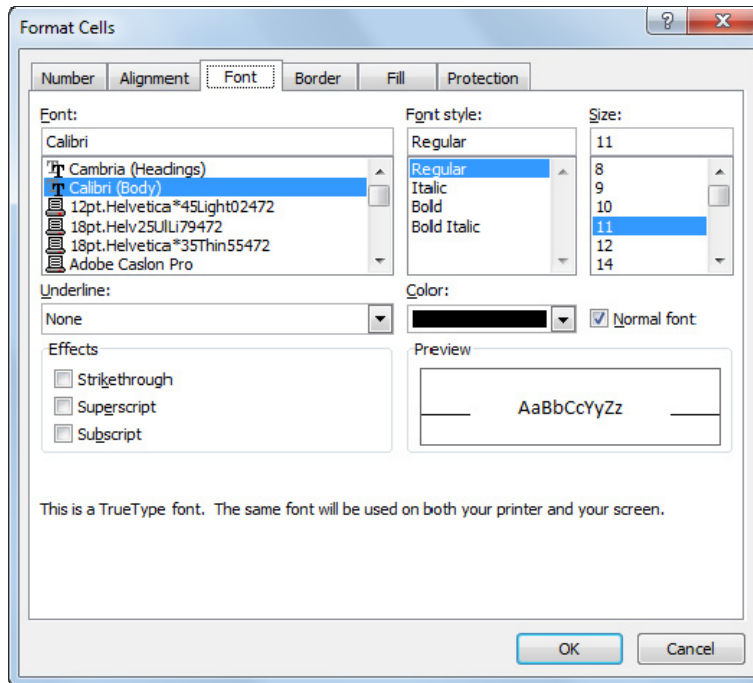 Format Cells
Number Alignment Font Border Fill Protection
Font: Font style: Size:
Calibri Regular 11
Cambria (Headings) Regular 8
Calibri (Body) Italic 9
12pt.Helvetica*45Light02472 Bold 10
18pt.Helv25UlLi79472 Bold Italic 11
18pt.Helvetica*35Thin55472 12
Adobe Caslon Pro 14
Underline: Color:
None Normal font
Effects Preview
Strikethrough
Superscript AaBbCcYyZz
Subscript
This is a TrueType font. The same font will be used on both your printer and your screen.
OK Cancel